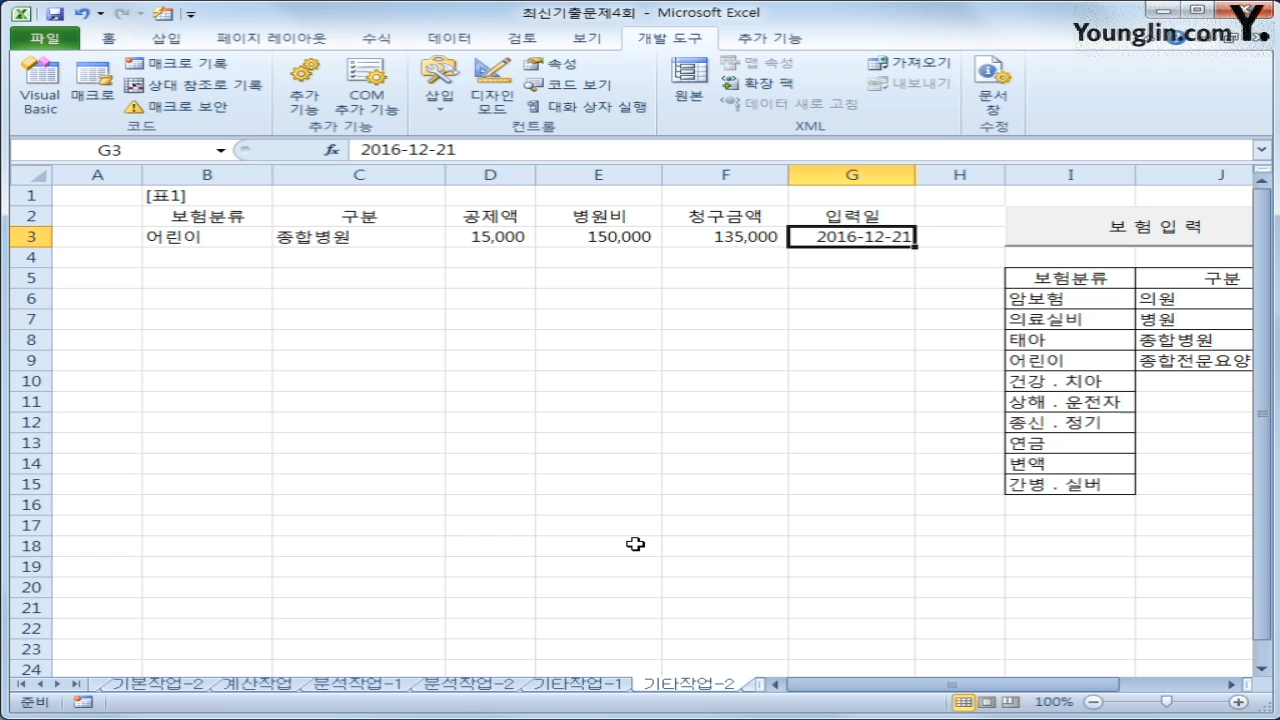 최신기출문제4회 - Microsoft Excel
YoungJin.com Y.
파일 홈 삽입 페이지 레이아웃 수식 데이터 검토 보기 개발 도구 추가 기능
Visual Basic
매크로
매크로 기록
상대 참조로 기록
매크로 보안
코드
추가 기능
COM 추가 기능
추가 기능
삽입
디자인 모드
속성
코드 보기
대화 상자 실행
컨트롤
원본
맵 속성
확장 팩
데이터 새로 고침
가져오기
내보내기
XML
문서 창
수정
G3 fx 2016-12-21
A B C D E F G H I J
1 [표1]
2 보험분류 구분 공제액 병원비 청구금액 입력일
보 험 입 력
3 어린이 종합병원 15,000 150,000 135,000 2016-12-21
4
5 보험분류 구분
6 암보험 의원
7 의료실비 병원
8 태아 종합병원
9 어린이 종합전문요양
10 건강 . 치아
11 상해 . 운전자
12 종신 . 정기
13 연금
14 변액
15 간병 . 실버
16
17
18
19
20
21
22
23
24
기본작업-2 계산작업 분석작업-1 분석작업-2 기타작업-1 기타작업-2
준비 100%